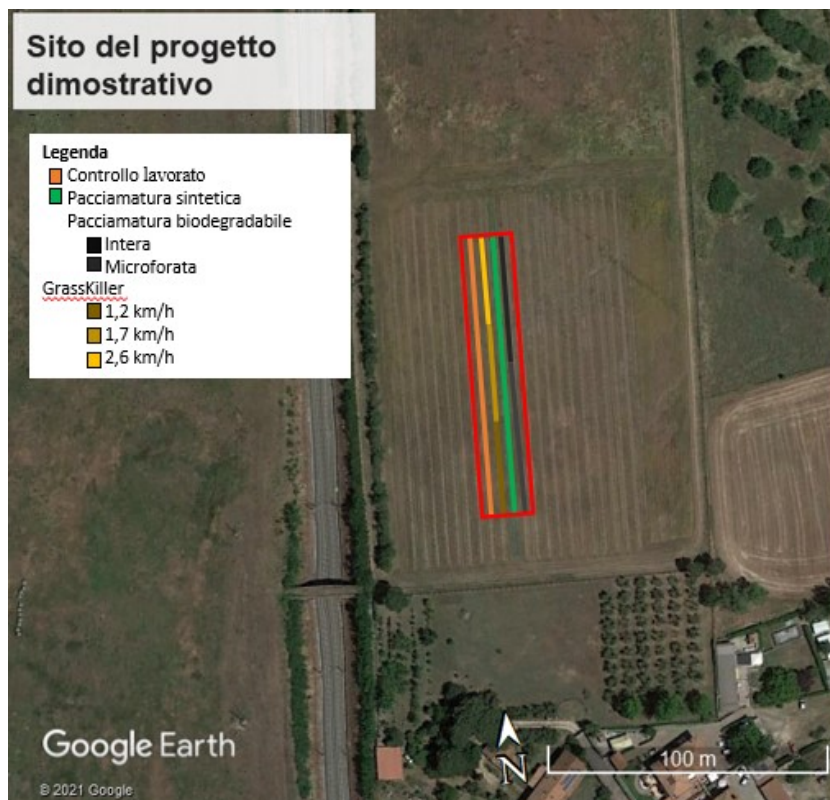 Sito del progetto
dimostrativo
Legenda
Controllo lavorato
Pacciamatura sintetica
Pacciamatura biodegradabile
Intera
Microforata
GrassKiller
1,2 km/h
1,7 km/h
2,6 km/h
Google Earth
© 2021 Google
N
100 m